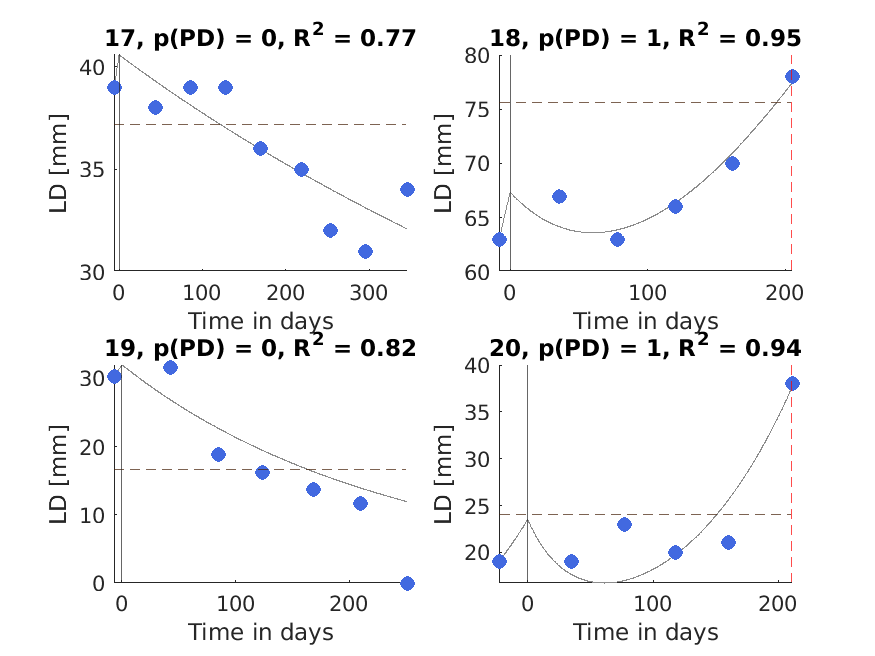 17, p(PD) = 0, R² = 0.77
LD [mm]
40
35
30
0 100 200 300
Time in days
18, p(PD) = 1, R² = 0.95
LD [mm]
80
75
70
65
60
0 100 200
Time in days
19, p(PD) = 0, R² = 0.82
LD [mm]
30
20
10
0
0 100 200
Time in days
20, p(PD) = 1, R² = 0.94
LD [mm]
40
35
30
25
20
0 100 200
Time in days